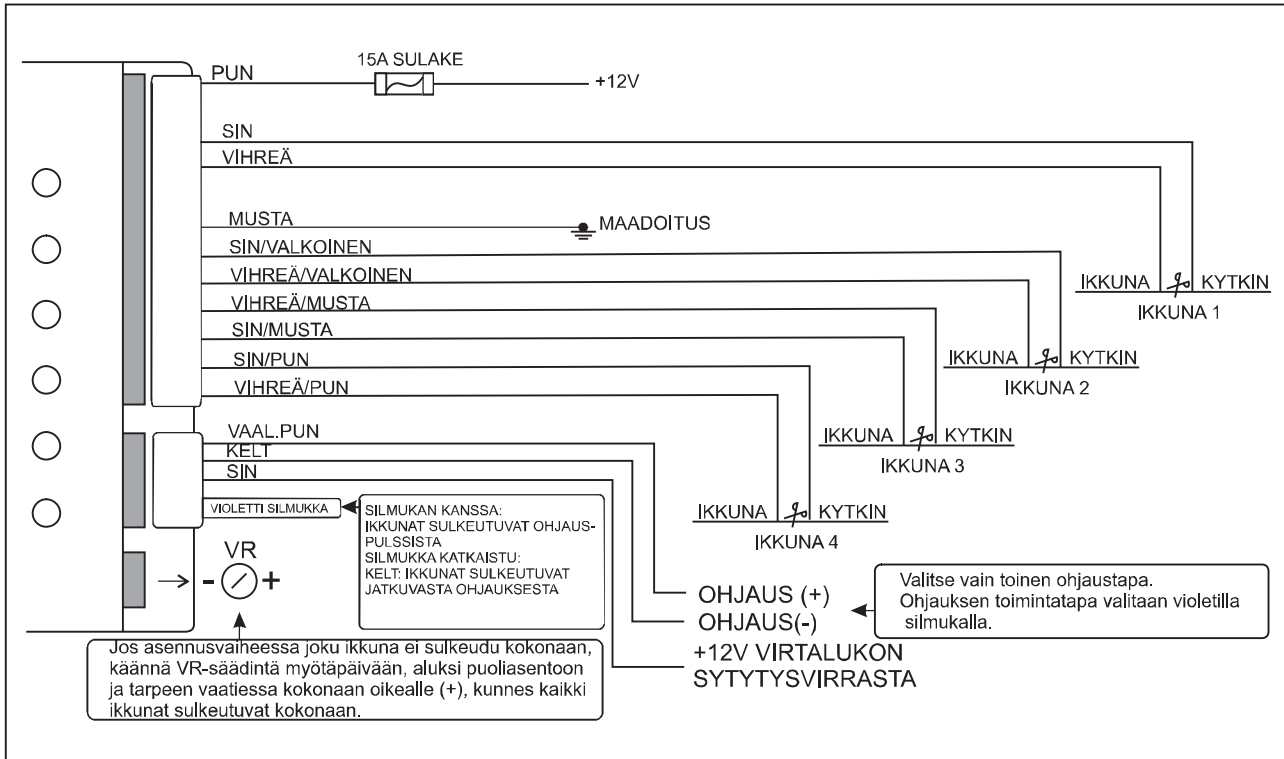 15A SULAKE
PUN
+12V
SIN
VIHREÄ
MUSTA
MAADOITUS
SIN/VALKOINEN
VIHREÄ/VALKOINEN
IKKUNA KYTKIN
IKKUNA 1
VIHREÄ/MUSTA
SIN/MUSTA
SIN/PUN
IKKUNA KYTKIN
IKKUNA 2
VIHREÄ/PUN
VAAL.PUN
IKKUNA KYTKIN
IKKUNA 3
KELT
SIN
VIOLETTI SILMUKKA
SILMUKAN KANSSA:
IKKUNAT SULKEUTUVAT OHJAUS-
PULSSISTA
SILMUKKA KATKAISTU:
KELT: IKKUNAT SULKEUTUVAT
JATKUVASTA OHJAUKSESTA
IKKUNA KYTKIN
IKKUNA 4
VR
- +
OHJAUS (+)
OHJAUS(-)
+12V VIRTALUKON
SYTYTYSVIRRASTA
Valitse vain toinen ohjaustapa.
Ohjauksen toimintatapa valitaan violetilla
silmukalla.
Jos asennusvaiheessa joku ikkuna ei sulkeudu kokonaan,
käännä VR-säädintä myötäpäivään, aluksi puoliasentoon
ja tarpeen vaatiessa kokonaan oikealle (+), kunnes kaikki
ikkunat sulkeutuvat kokonaan.